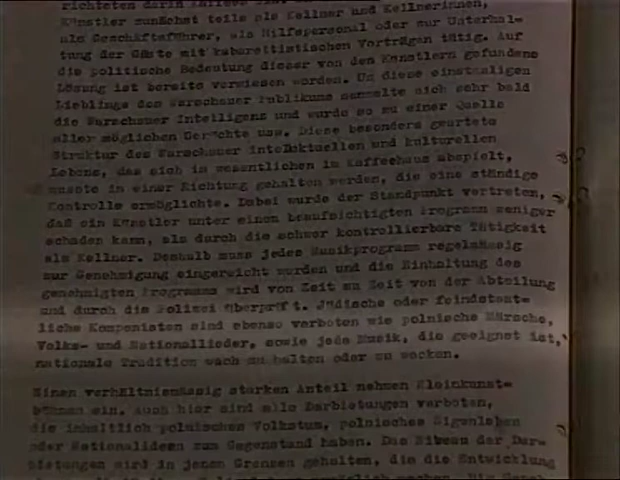 richteten darin Kaffees
Künstler zunächst teils als Kellner und Kellnerinnen,
als Geschäftsführer, als Hilfspersonal oder zur Unterhal-
tung der Gäste mit kabarettistischen Vorträgen tätig. Auf
die politische Bedeutung dieser von den Künstlern gefundene
Lösung ist bereits verwiesen worden. Um diese einstmaligen
Lieblinge des Warschauer Publikums sammelte sich sehr bald
die Warschauer Intelligenz und wurde so zu einer Quelle
aller möglichen Gerüchte usw. Diese besonders geartete
Struktur des Warschauer intellektuellen und kulturellen
Lebens, das sich im wesentlichen im Kaffeehaus abspielt,
musste in einer Richtung gehalten werden, die eine ständige
Kontrolle ermöglichte. Dabei wurde der Standpunkt vertreten,
daß ein Künstler unter einem beaufsichtigten Programm weniger
schaden kann, als durch die schwer kontrollierbare Tätigkeit
als Kellner. Deshalb muss jedes Musikprogramm regelmässig
zur Genehmigung eingereicht werden und die Einhaltung des
genehmigten Programms wird von Zeit zu Zeit von der Abteilung
und durch die Polizei überprüft. Jüdische oder feindstaat-
liche Komponisten sind ebenso verboten wie polnische Märsche,
Volks- und Nationallieder, sowie jede Musik, die geeignet ist,
nationale Tradition wach zu halten oder zu wecken.
Einen verhältnismässig starken Anteil nehmen Kleinkunst-
bühnen ein. Auch hier sind alle Darbietungen verboten,
die inhaltlich polnisches Volkstum, polnisches Eigenleben
oder Nationalideen zum Gegenstand haben. Das Niveau der Dar-
bietungen wird in jenen Grenzen gehalten, die die Entwicklung